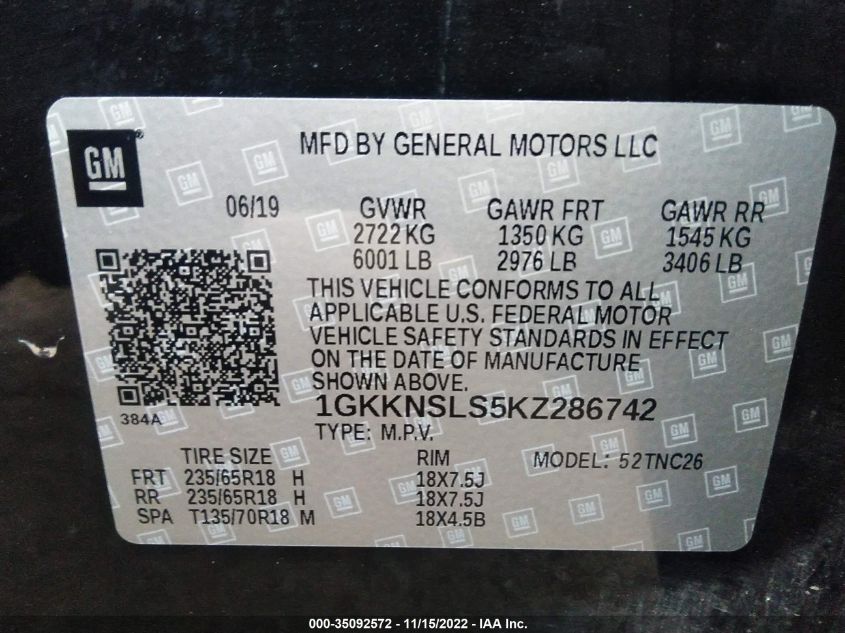 GM
MFD BY GENERAL MOTORS LLC
06/19 GVWR GAWR FRT GAWR RR
2722 KG 1350 KG 1545 KG
6001 LB 2976 LB 3406 LB
THIS VEHICLE CONFORMS TO ALL
APPLICABLE U.S. FEDERAL MOTOR
VEHICLE SAFETY STANDARDS IN EFFECT
ON THE DATE OF MANUFACTURE
SHOWN ABOVE.
384A
1GKKNSLS5KZ286742
TYPE: M.P.V.
TIRE SIZE RIM MODEL: 52TNC26
FRT 235/65R18 H 18X7.5J
RR 235/65R18 H 18X7.5J
SPA T135/70R18 M 18X4.5B
000-35092572 - 11/15/2022 - IAA Inc.